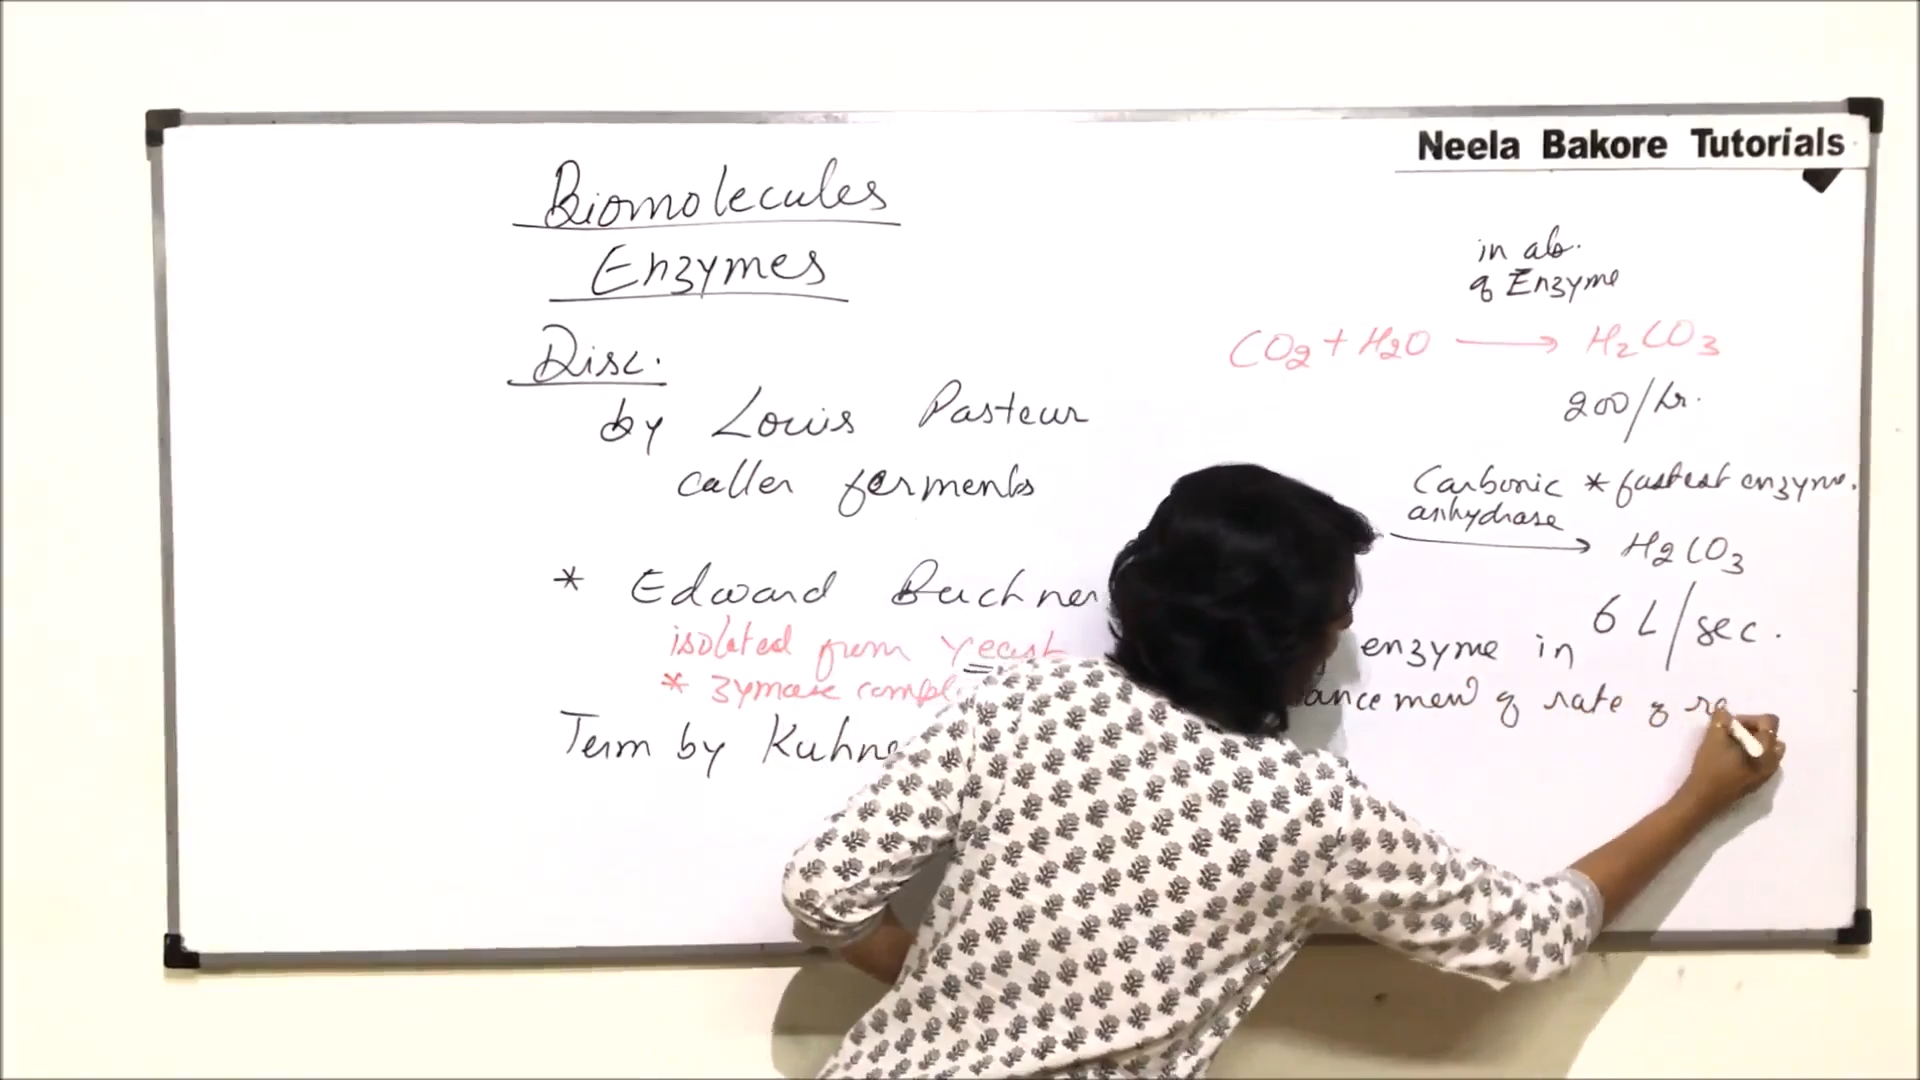 Neela Bakore Tutorials
Biomolecules
Enzymes
Disc.
by Louis Pasteur
caller ferments
* Edward Buchner
isolated from Yeast
* zymase
Term by
in ab.
of Enzyme
CO2 + H2O → H2CO3
200/hr.
Carbonic * fastest enzyme.
anhydrase
→ H2CO3
6 L/sec.
enzyme in
of rate of